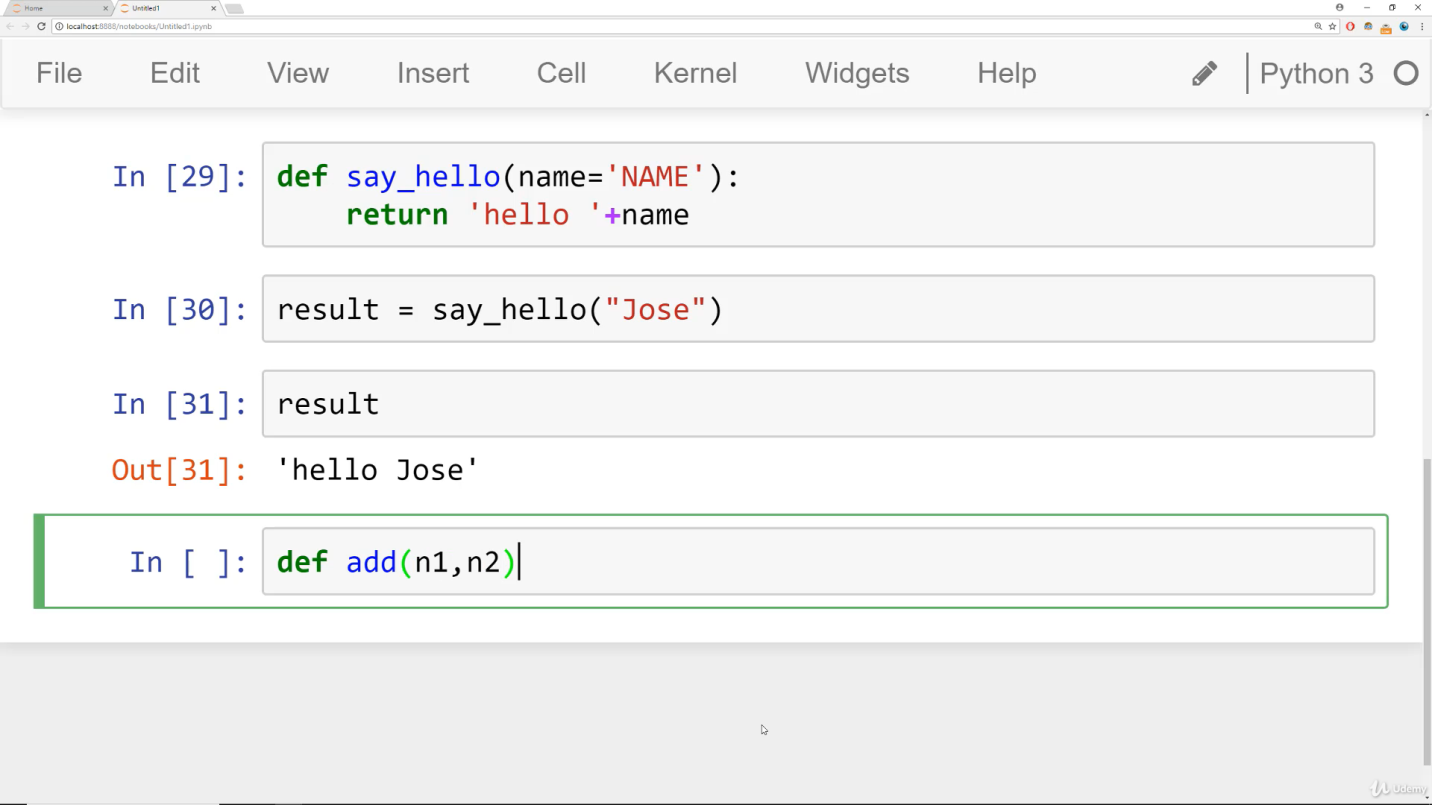 Home
Untitled1
localhost:8888/notebooks/Untitled1.ipynb
File Edit View Insert Cell Kernel Widgets Help Python 3
In [29]: def say_hello(name='NAME'):
return 'hello '+name
In [30]: result = say_hello("Jose")
In [31]: result
Out[31]: 'hello Jose'
In [ ]: def add(n1,n2)
Udemy